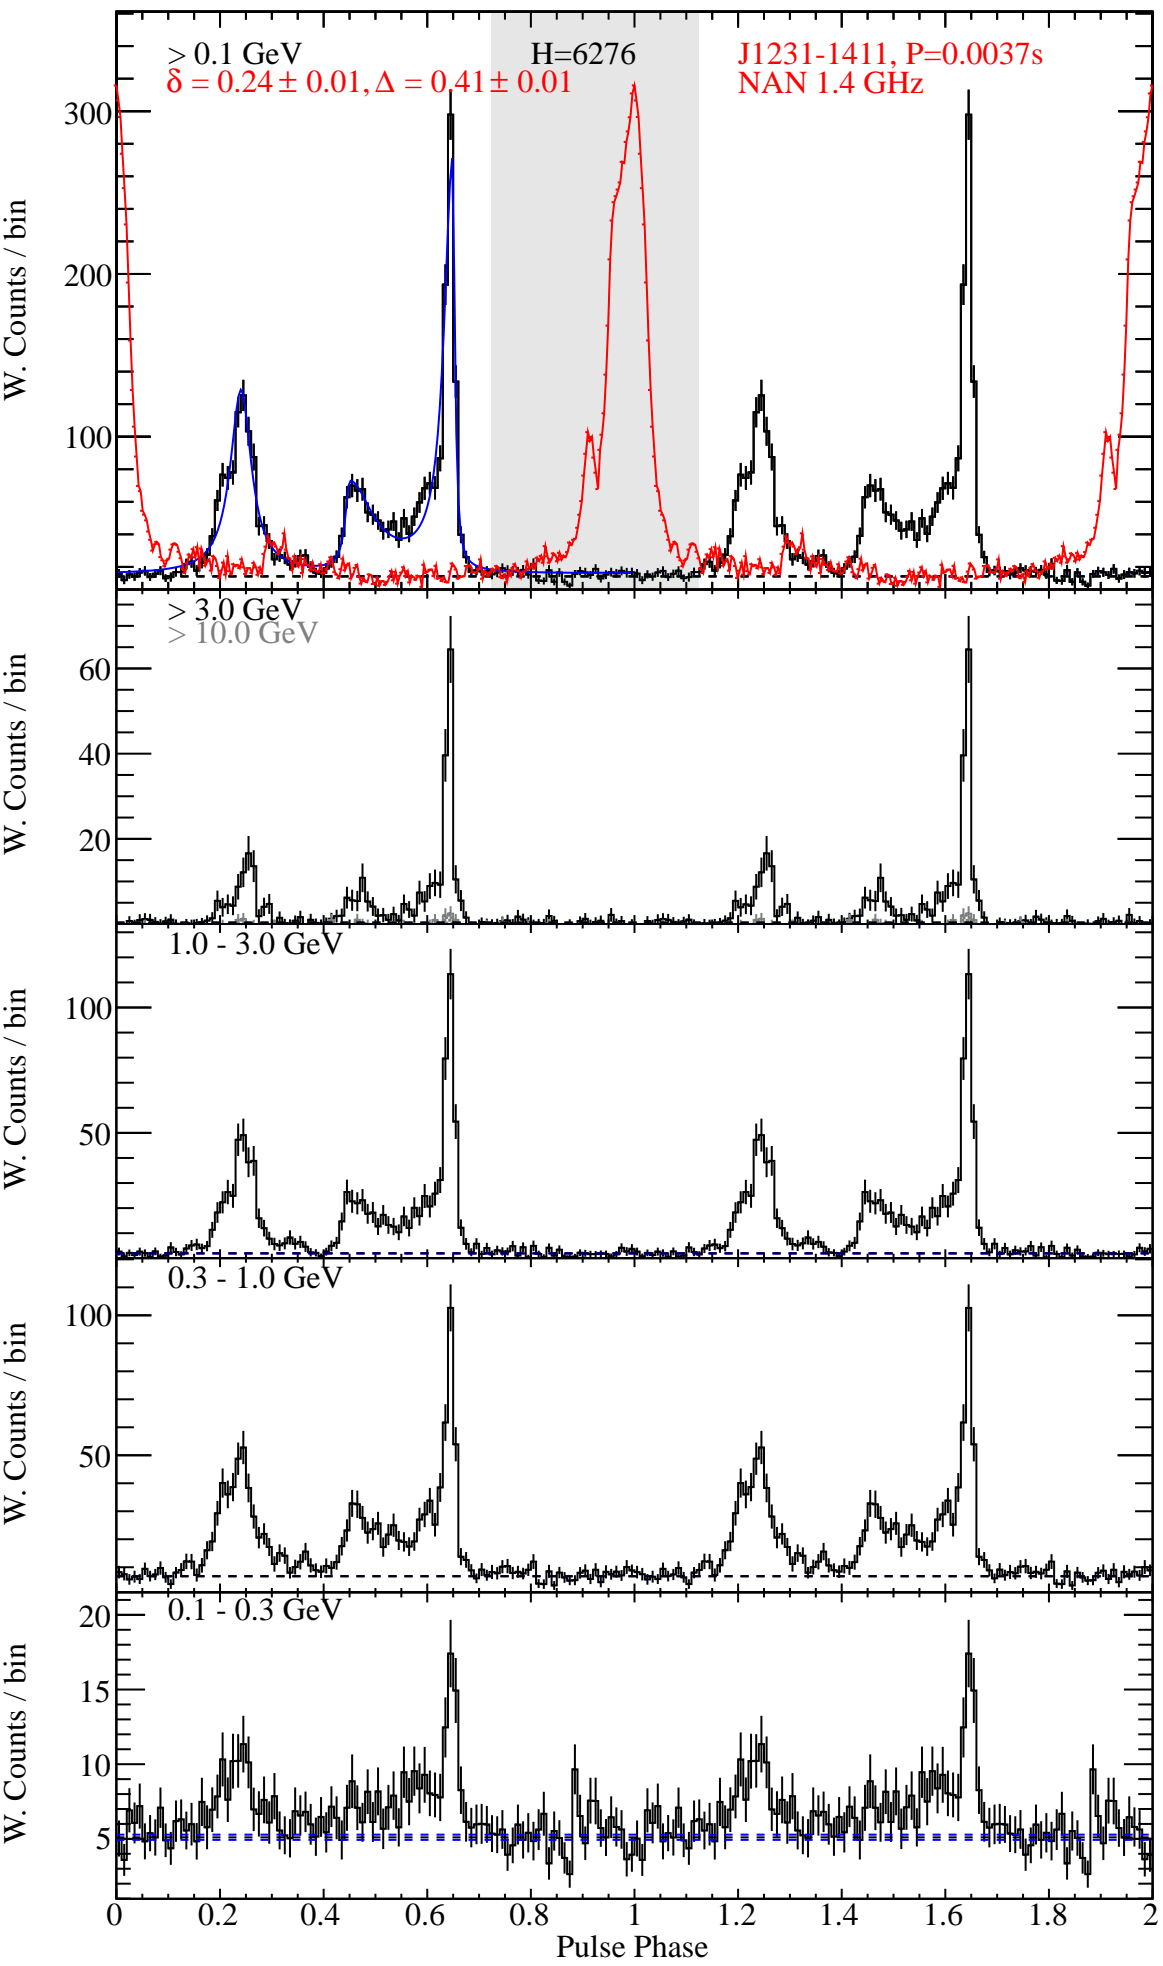 > 0.1 GeV
H=6276
J1231-1411, P=0.0037s
δ = 0.24 ± 0.01, Δ = 0.41 ± 0.01
NAN 1.4 GHz
300
200
100
W. Counts / bin
> 3.0 GeV
> 10.0 GeV
60
40
20
W. Counts / bin
1.0 - 3.0 GeV
100
50
W. Counts / bin
0.3 - 1.0 GeV
100
50
W. Counts / bin
0.1 - 0.3 GeV
20
15
10
5
W. Counts / bin
0 0.2 0.4 0.6 0.8 1 1.2 1.4 1.6 1.8 2
Pulse Phase